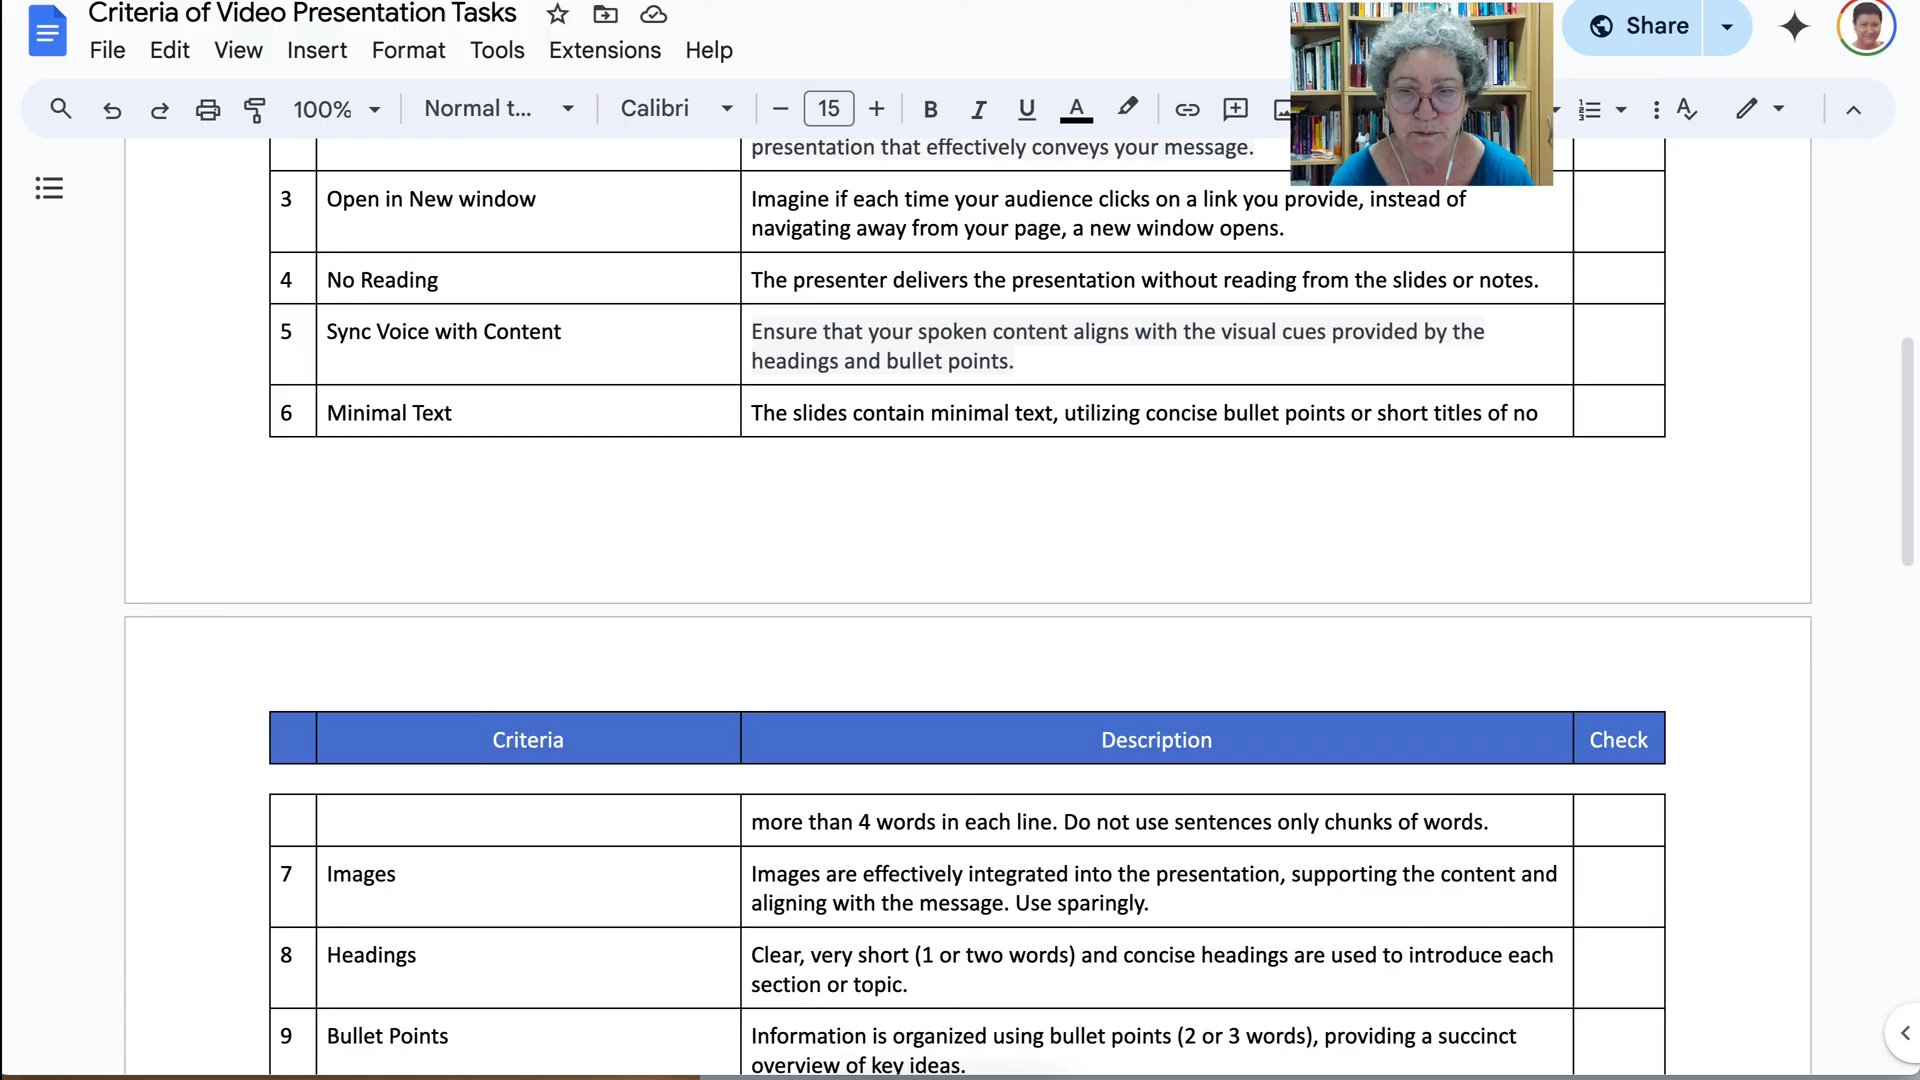 Criteria of Video Presentation Tasks
File Edit View Insert Format Tools Extensions Help
Share
100% Normal t... Calibri 15 B I U A
presentation that effectively conveys your message.
3 Open in New window Imagine if each time your audience clicks on a link you provide, instead of
navigating away from your page, a new window opens.
4 No Reading The presenter delivers the presentation without reading from the slides or notes.
5 Sync Voice with Content Ensure that your spoken content aligns with the visual cues provided by the
headings and bullet points.
6 Minimal Text The slides contain minimal text, utilizing concise bullet points or short titles of no
Criteria Description Check
more than 4 words in each line. Do not use sentences only chunks of words.
7 Images Images are effectively integrated into the presentation, supporting the content and
aligning with the message. Use sparingly.
8 Headings Clear, very short (1 or two words) and concise headings are used to introduce each
section or topic.
9 Bullet Points Information is organized using bullet points (2 or 3 words), providing a succinct
overview of key ideas.